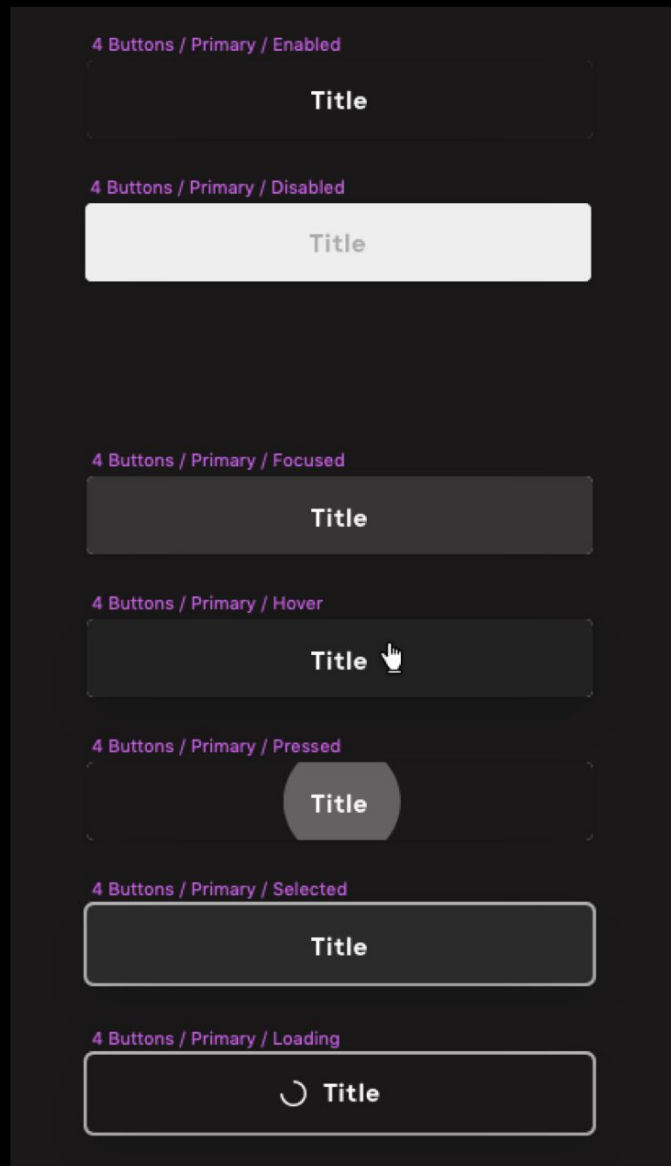 4 Buttons / Primary / Enabled
Title
4 Buttons / Primary / Disabled
Title
4 Buttons / Primary / Focused
Title
4 Buttons / Primary / Hover
Title
4 Buttons / Primary / Pressed
Title
4 Buttons / Primary / Selected
Title
4 Buttons / Primary / Loading
Title